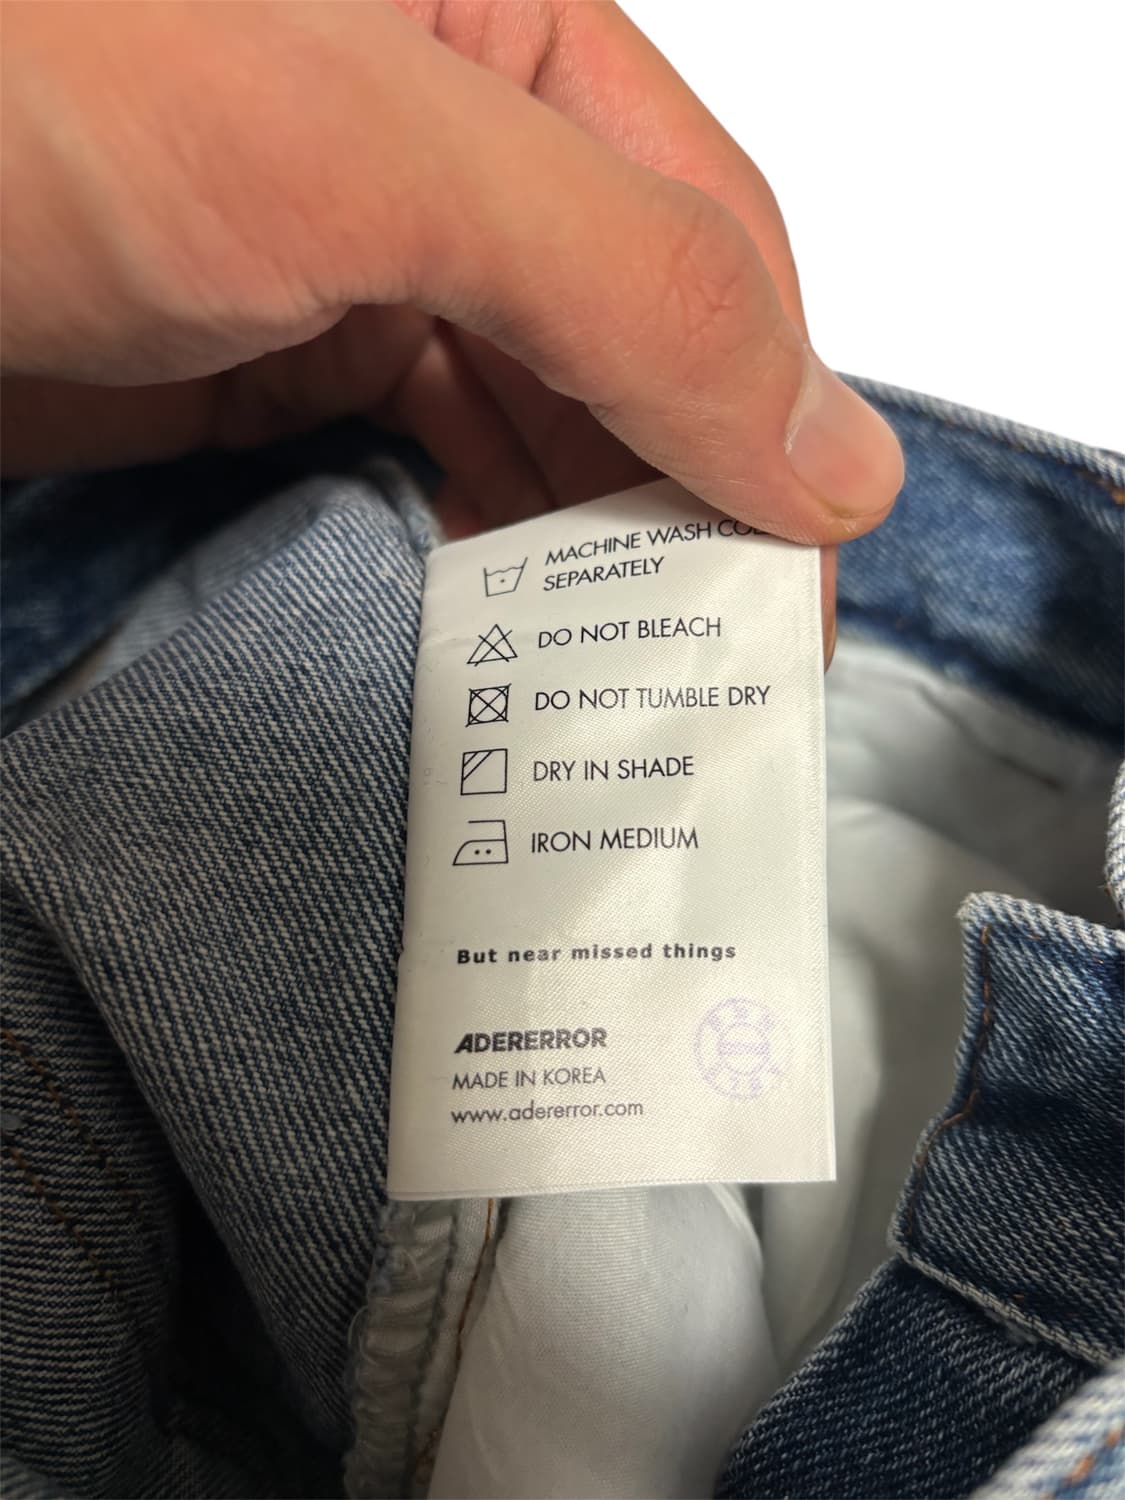 MACHINE WASH
SEPARATELY
DO NOT BLEACH
DO NOT TUMBLE DRY
DRY IN SHADE
IRON MEDIUM
But near missed things
ADERERROR
MADE IN KOREA
www.adererror.com